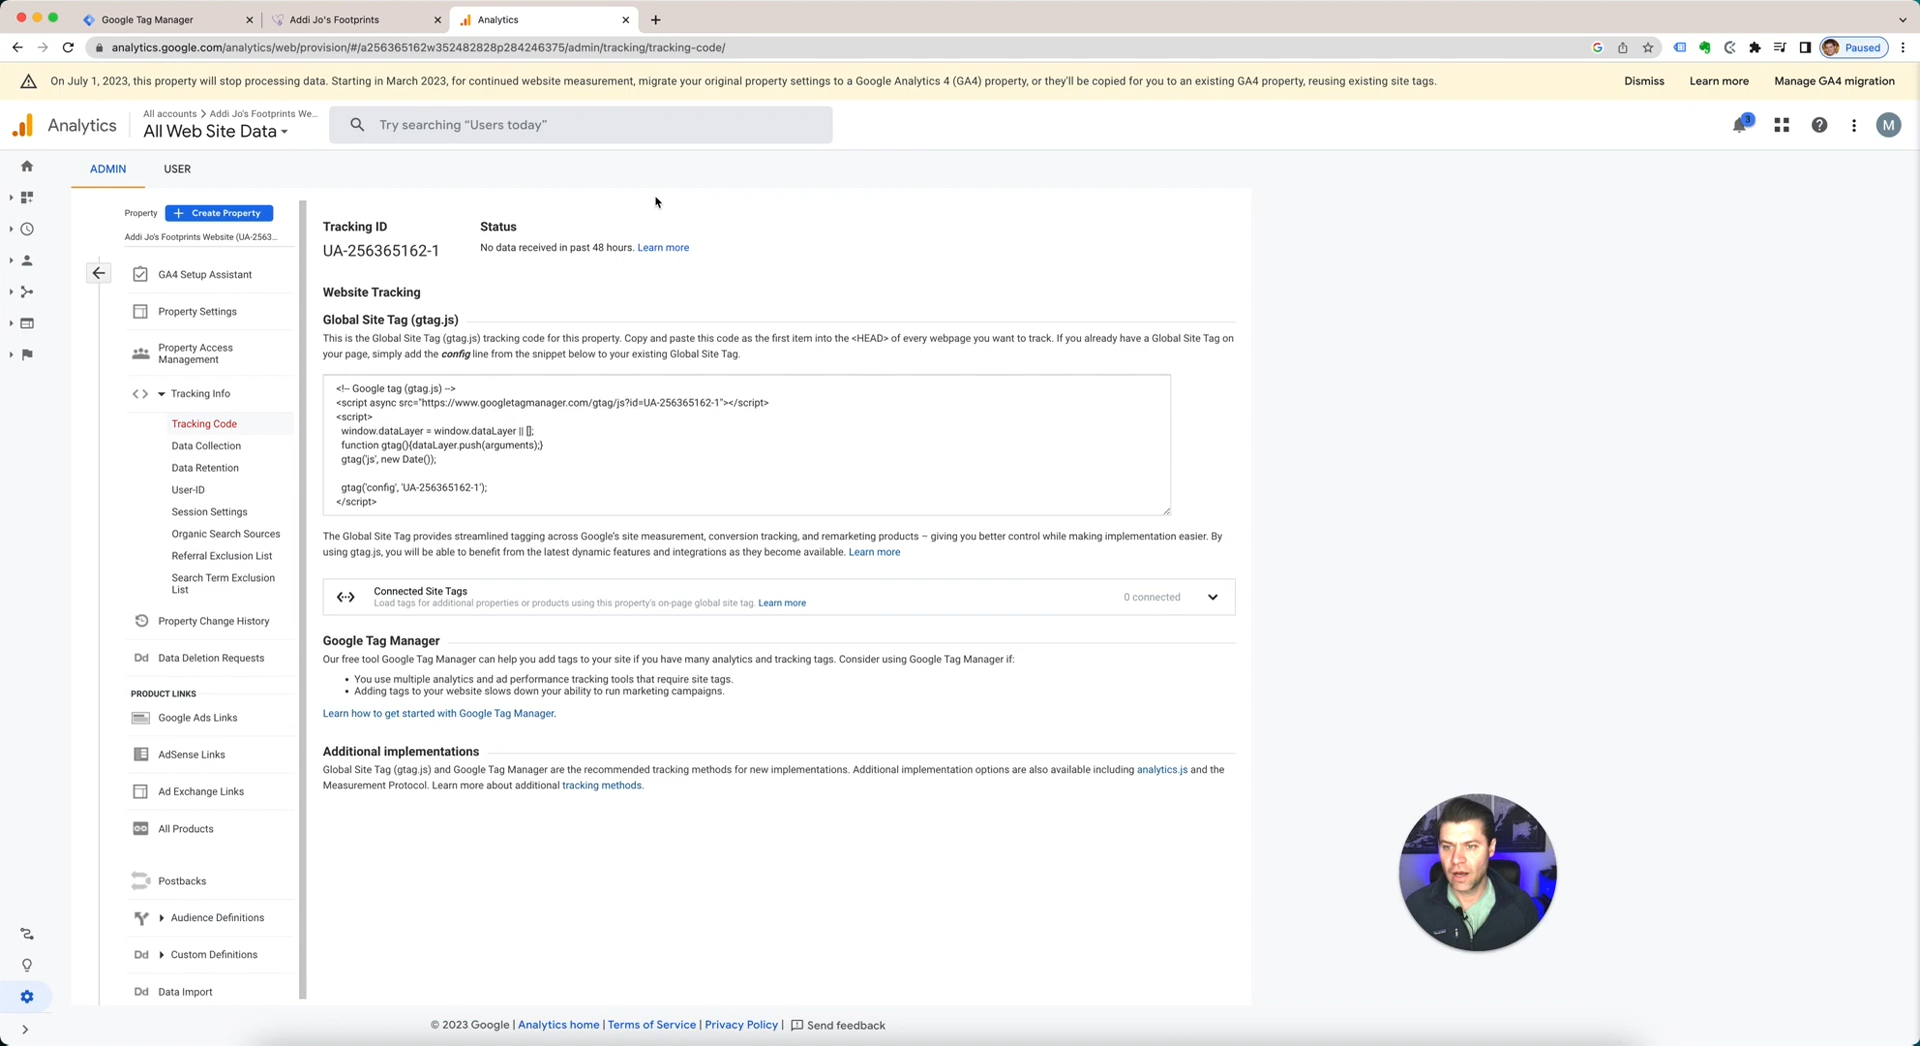 Google Tag Manager
Addi Jo's Footprints
Analytics
analytics.google.com/analytics/web/provision/#/a256365162w352482828p284246375/admin/tracking/tracking-code/
Paused
On July 1, 2023, this property will stop processing data. Starting in March 2023, for continued website measurement, migrate your original property settings to a Google Analytics 4 (GA4) property, or they'll be copied for you to an existing GA4 property, reusing existing site tags.
Dismiss
Learn more
Manage GA4 migration
Analytics
All accounts > Addi Jo's Footprints We...
All Web Site Data
Try searching “Users today”
3
M
ADMIN
USER
Property
+ Create Property
Addi Jo's Footprints Website (UA-2563...
GA4 Setup Assistant
Property Settings
Property Access
Management
Tracking Info
Tracking Code
Data Collection
Data Retention
User-ID
Session Settings
Organic Search Sources
Referral Exclusion List
Search Term Exclusion
List
Property Change History
Dd Data Deletion Requests
PRODUCT LINKS
Google Ads Links
AdSense Links
Ad Exchange Links
All Products
Postbacks
Audience Definitions
Dd Custom Definitions
Dd Data Import
Tracking ID
UA-256365162-1
Status
No data received in past 48 hours. Learn more
Website Tracking
Global Site Tag (gtag.js)
This is the Global Site Tag (gtag.js) tracking code for this property. Copy and paste this code as the first item into the <HEAD> of every webpage you want to track. If you already have a Global Site Tag on
your page, simply add the config line from the snippet below to your existing Global Site Tag.
<!-- Google tag (gtag.js) -->
<script async src="https://www.googletagmanager.com/gtag/js?id=UA-256365162-1"></script>
<script>
window.dataLayer = window.dataLayer || [];
function gtag(){dataLayer.push(arguments);}
gtag('js', new Date());
gtag('config', 'UA-256365162-1');
</script>
The Global Site Tag provides streamlined tagging across Google's site measurement, conversion tracking, and remarketing products – giving you better control while making implementation easier. By
using gtag.js, you will be able to benefit from the latest dynamic features and integrations as they become available. Learn more
Connected Site Tags
Load tags for additional properties or products using this property's on-page global site tag. Learn more
0 connected
Google Tag Manager
Our free tool Google Tag Manager can help you add tags to your site if you have many analytics and tracking tags. Consider using Google Tag Manager if:
• You use multiple analytics and ad performance tracking tools that require site tags.
• Adding tags to your website slows down your ability to run marketing campaigns.
Learn how to get started with Google Tag Manager.
Additional implementations
Global Site Tag (gtag.js) and Google Tag Manager are the recommended tracking methods for new implementations. Additional implementation options are also available including analytics.js and the
Measurement Protocol. Learn more about additional tracking methods.
© 2023 Google | Analytics home | Terms of Service | Privacy Policy | Send feedback